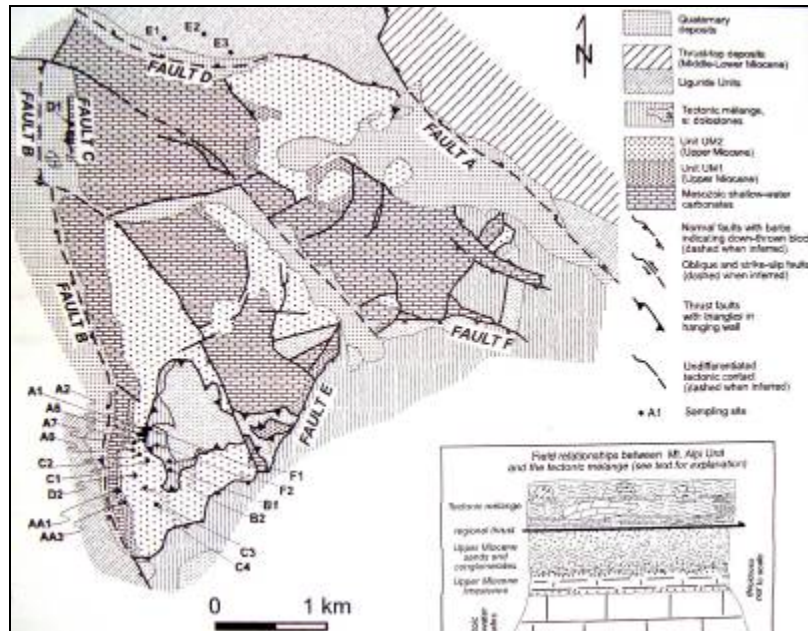 E1
E2
E3
FAULT D
D1
FAULT B
FAULT C
FAULT A
FAULT B
FAULT F
FAULT E
A1
A2
A6
A7
C2
C1
D2
AA1
F1
F2
B1
B2
C3
C4
0 1 km
N
Quaternary
deposits
Thrust-top deposits
(Middle-Lower Miocene)
Liguride Units
Tectonic mélange,
a: dolostones
Unit UM2
(Upper Miocene)
Unit UM1
(Upper Miocene)
Mesozoic shallow-water
carbonates
Normal faults with barbs
indicating down-thrown block
(dashed when inferred)
Oblique and strike-slip faults
(dashed when inferred)
Thrust faults
with triangles in
hanging wall
Undifferentiated
tectonic contact
(dashed when inferred)
A1 Sampling site
Field relationships between Mt. Alpi Unit
and the tectonic mélange (see text for explanation)
Tectonic mélange
regional thrust
Upper Miocene
sands and
conglomerates
Upper Miocene
limestones
thickness
not to scale